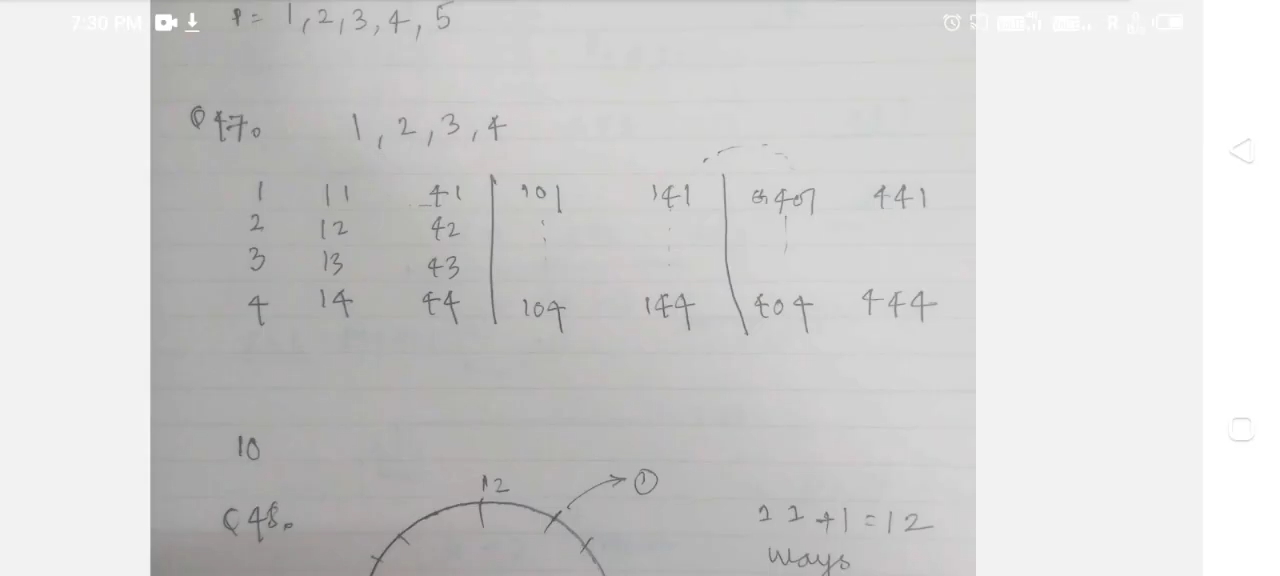 7:30 PM
P = 1, 2, 3, 4, 5
Q47. 1, 2, 3, 4
1 11 41 101 141 401 441
2 12 42
3 13 43
4 14 44 104 144 404 444
10
Q48. 12 ① 11+1=12
ways